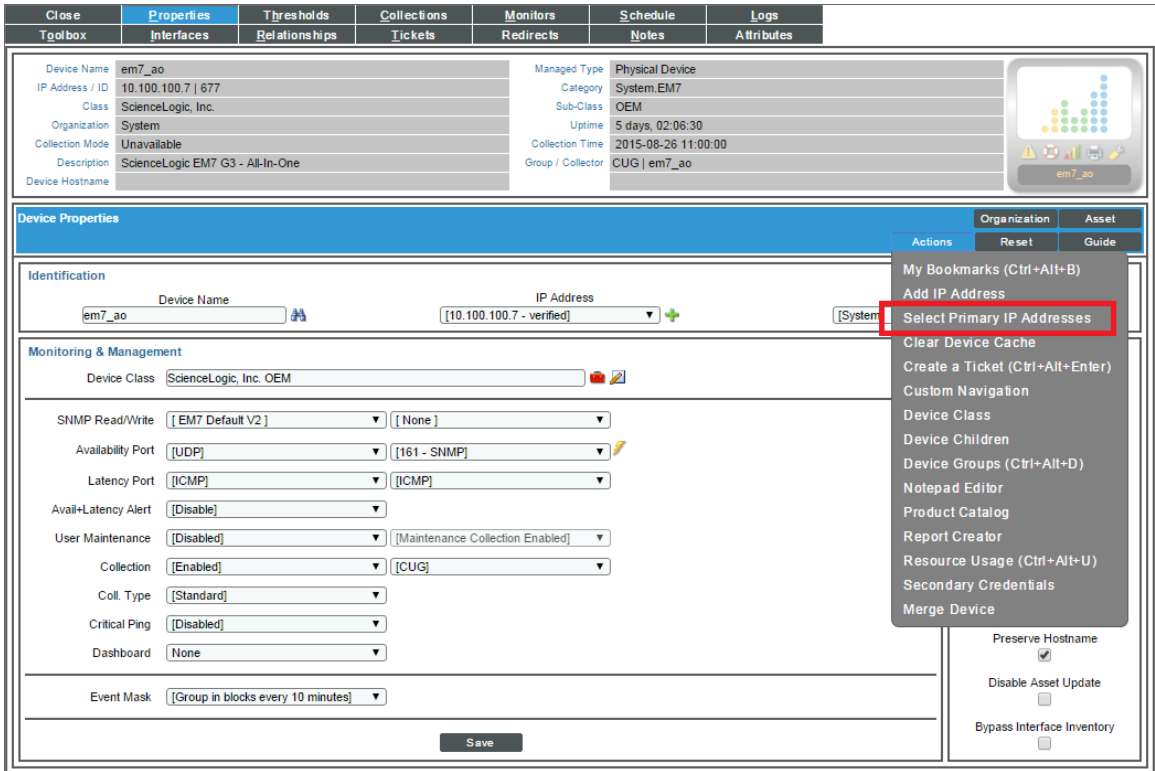 Close Properties Thresholds Collections Monitors Schedule Logs
Toolbox Interfaces Relationships Tickets Redirects Notes Attributes
Device Name em7_ao Managed Type Physical Device
IP Address / ID 10.100.100.7 | 677 Category System.EM7
Class ScienceLogic, Inc. Sub-Class OEM
Organization System Uptime 5 days, 02:06:30
Collection Mode Unavailable Collection Time 2015-08-26 11:00:00
Description ScienceLogic EM7 G3 - All-In-One Group / Collector CUG | em7_ao
Device Hostname
em7_ao
Device Properties Organization Asset
Actions Reset Guide
Identification
Device Name IP Address
em7_ao [10.100.100.7 - verified] [System
My Bookmarks (Ctrl+Alt+B)
Add IP Address
Select Primary IP Addresses
Clear Device Cache
Create a Ticket (Ctrl+Alt+Enter)
Custom Navigation
Device Class
Device Children
Device Groups (Ctrl+Alt+D)
Notepad Editor
Product Catalog
Report Creator
Resource Usage (Ctrl+Alt+U)
Secondary Credentials
Merge Device
Monitoring & Management
Device Class ScienceLogic, Inc. OEM
SNMP Read/Write [ EM7 Default V2 ] [ None ]
Availability Port [UDP] [161 - SNMP]
Latency Port [ICMP] [ICMP]
Avail+Latency Alert [Disable]
User Maintenance [Disabled] [Maintenance Collection Enabled]
Collection [Enabled] [CUG]
Coll. Type [Standard]
Critical Ping [Disabled]
Dashboard None
Event Mask [Group in blocks every 10 minutes]
Save
Preserve Hostname
Disable Asset Update
Bypass Interface Inventory